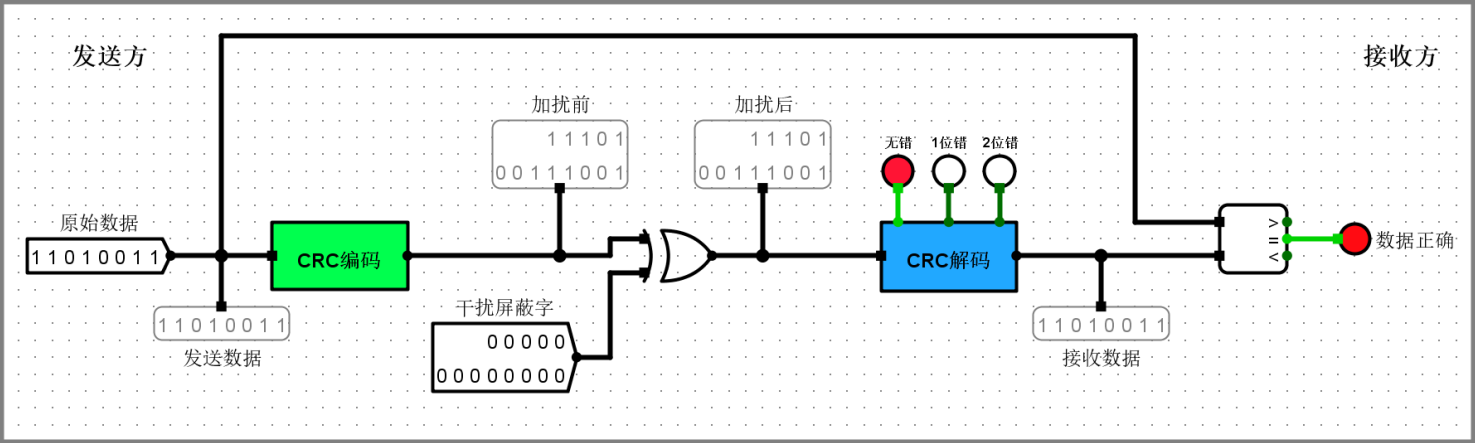 发送方
接收方
加扰前
加扰后
1 1 1 0 1
0 0 1 1 1 0 0 1
1 1 1 0 1
0 0 1 1 1 0 0 1
无错
1位错
2位错
原始数据
1 1 0 1 0 0 1 1
CRC编码
CRC解码
>
=
<
数据正确
干扰屏蔽字
0 0 0 0 0
0 0 0 0 0 0 0 0
1 1 0 1 0 0 1 1
发送数据
1 1 0 1 0 0 1 1
接收数据